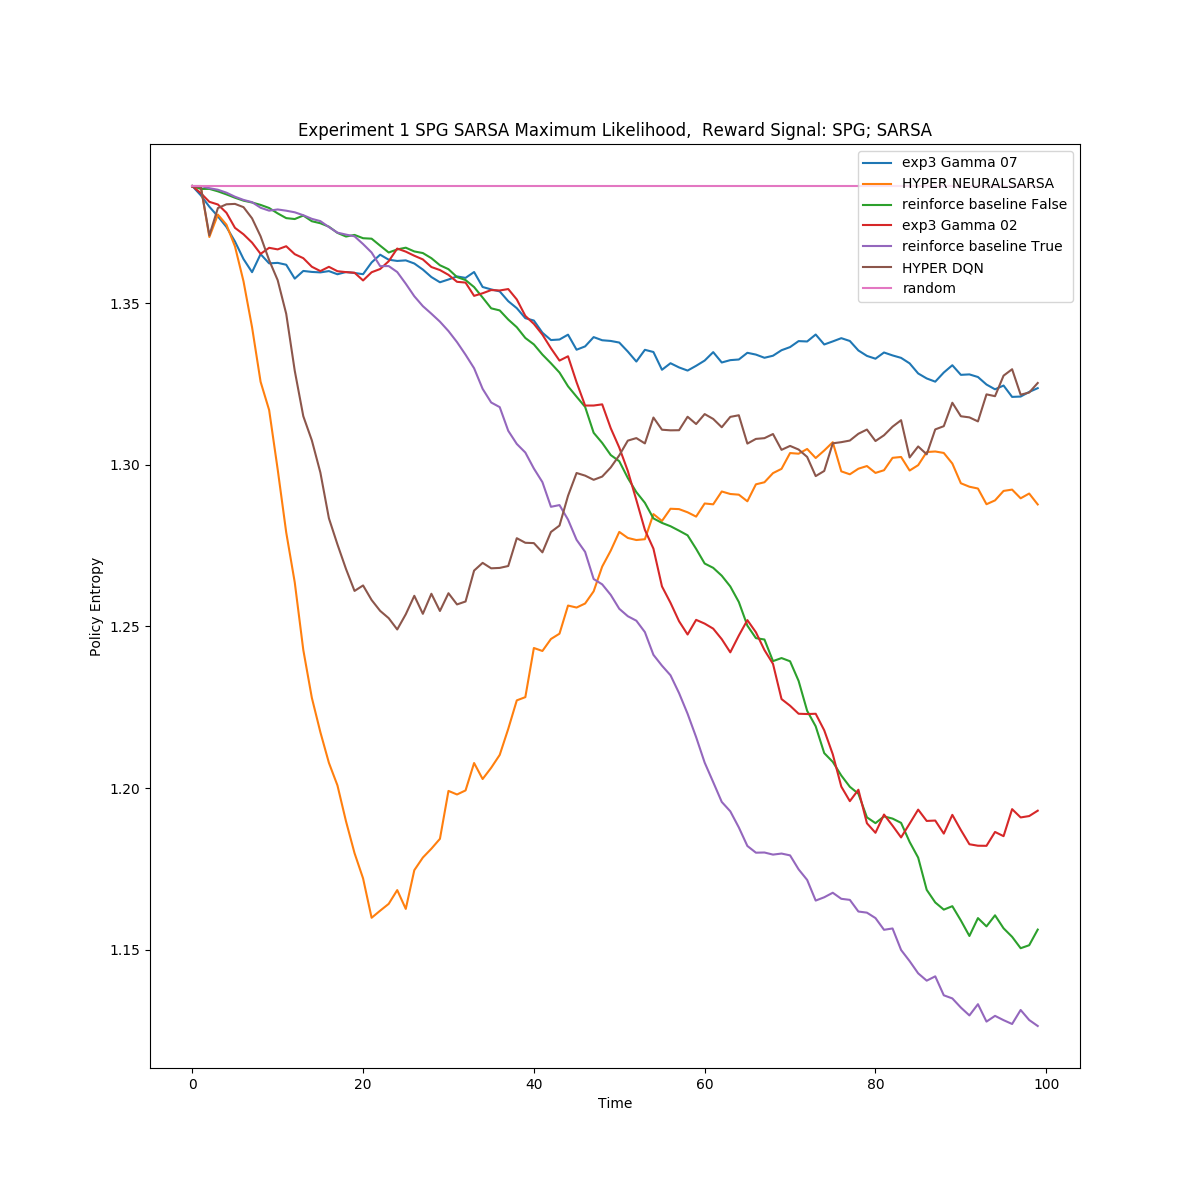 Experiment 1 SPG SARSA Maximum Likelihood,  Reward Signal: SPG; SARSA
exp3 Gamma 07
HYPER NEURALSARSA
reinforce baseline False
exp3 Gamma 02
reinforce baseline True
HYPER DQN
random
1.35
1.30
1.25
1.20
1.15
Policy Entropy
0 20 40 60 80 100
Time